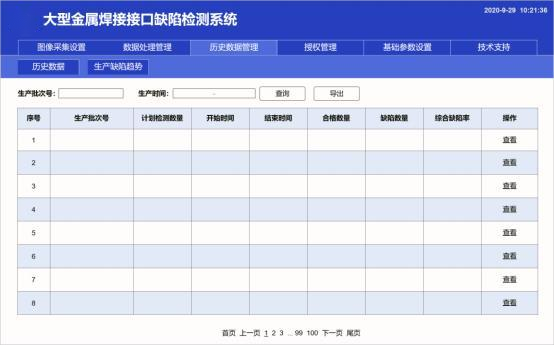 2020-9-29 10:21:36
大型金属焊接接口缺陷检测系统
图像采集设置 数据处理管理 历史数据管理 授权管理 基础参数设置 技术支持
历史数据 生产缺陷趋势
生产批次号: 生产时间: - 查询 导出
序号 生产批次号 计划检测数量 开始时间 结束时间 合格数量 缺陷数量 综合缺陷率 操作
1 查看
2 查看
3 查看
4 查看
5 查看
6 查看
7 查看
8 查看
首页 上一页 1 2 3 ... 99 100 下一页 尾页